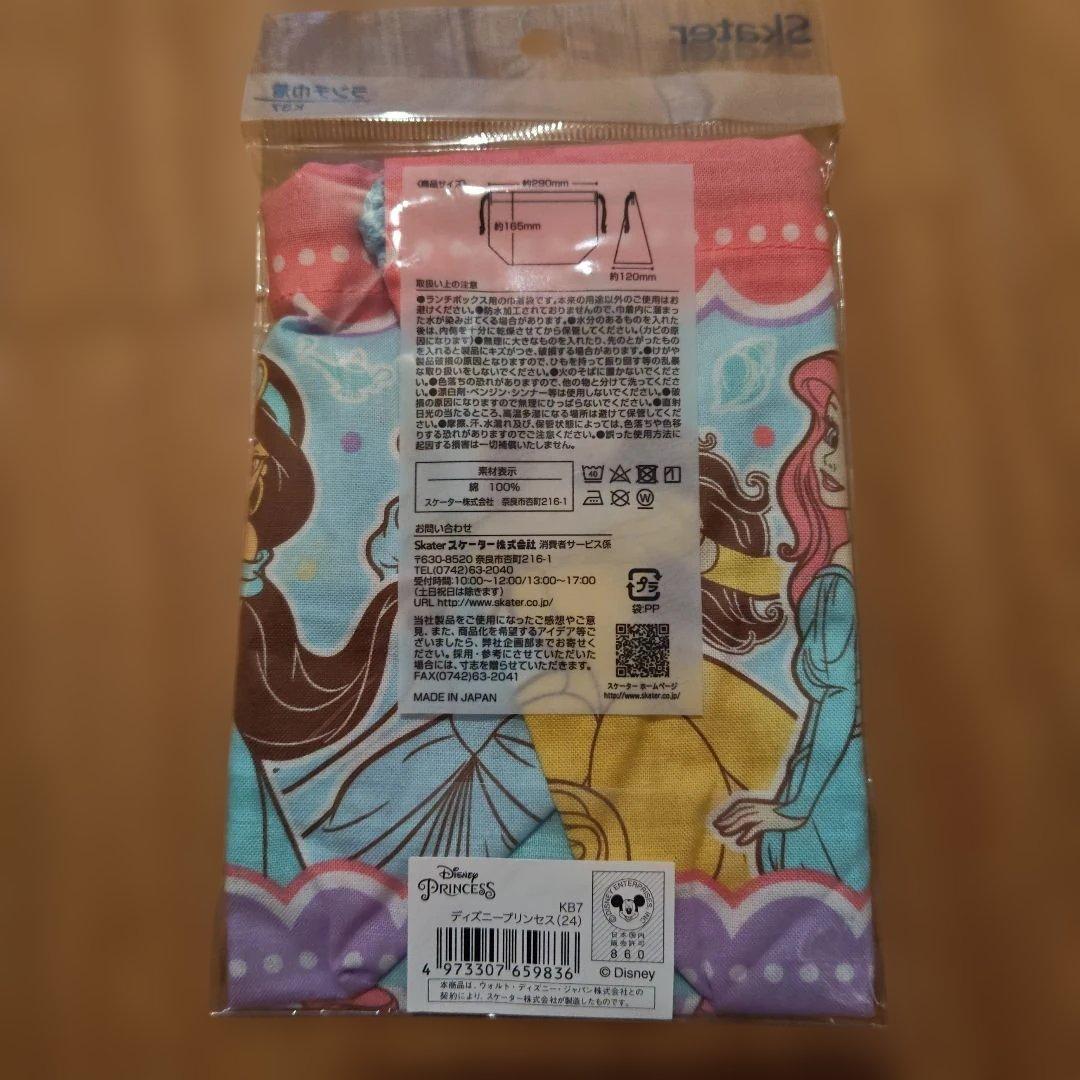 Skater
ランチ巾着
KB7
〈商品サイズ〉
約290mm
約165mm
約120mm
取扱い上の注意
●ランチボックス用の巾着袋です。本来の用途以外のご使用はお
避けください。●防水加工されておりませんので、巾着内に溜まっ
た水が染み出てくる場合があります。●水分のあるものを入れた
後は、内側を十分に乾燥させてから保管してください。(カビの原
因になります)●無理に大きなものを入れたり、先のとがったもの
を入れると製品にキズがつき、破損する場合があります。●けがや
製品破損の原因となりますので、ひもを持って振り回す等の乱暴
な取り扱いをしないでください。●火のそばに置かないでくださ
い。●色落ちの恐れがありますので、他の物と分けて洗ってくださ
い。●漂白剤・ベンジン・シンナー等は使用しないでください。●破
損の原因になりますので無理にひっぱらないでください。●直射
日光の当たるところ、高温多湿になる場所は避けて保管してくだ
さい。●摩擦、汗、水濡れ及び、保管状態によっては、色落ちや色移
りする恐れがありますのでご注意ください。●誤った使用方法に
起因する損害は一切補償いたしません。
素材表示
綿 100%
スケーター株式会社 奈良市杏町216-1
40
W
お問い合わせ
Skater スケーター株式会社 消費者サービス係
〒630-8520 奈良市杏町216-1
TEL(0742)63-2040
受付時間:10:00～12:00/13:00～17:00
(土日祝日は除きます)
URL http://www.skater.co.jp/
プラ
袋:PP
当社製品をご使用になったご感想やご意
見、また、商品化を希望するアイデア等ご
ざいましたら、弊社企画部までお寄せく
ださい。採用・参考にさせていただいた
場合には、寸志を贈らせていただきます。
FAX(0742)63-2041
MADE IN JAPAN
スケーター ホームページ
http://www.skater.co.jp/
Disney
PRINCESS
KB7
ディズニープリンセス(24)
4 973307 659836
©DISNEY ENTERPRISES, INC.
日本国内
販売許可
860
© Disney
本商品は、ウォルト・ディズニー・ジャパン株式会社との
契約により、スケーター株式会社が製造したものです。